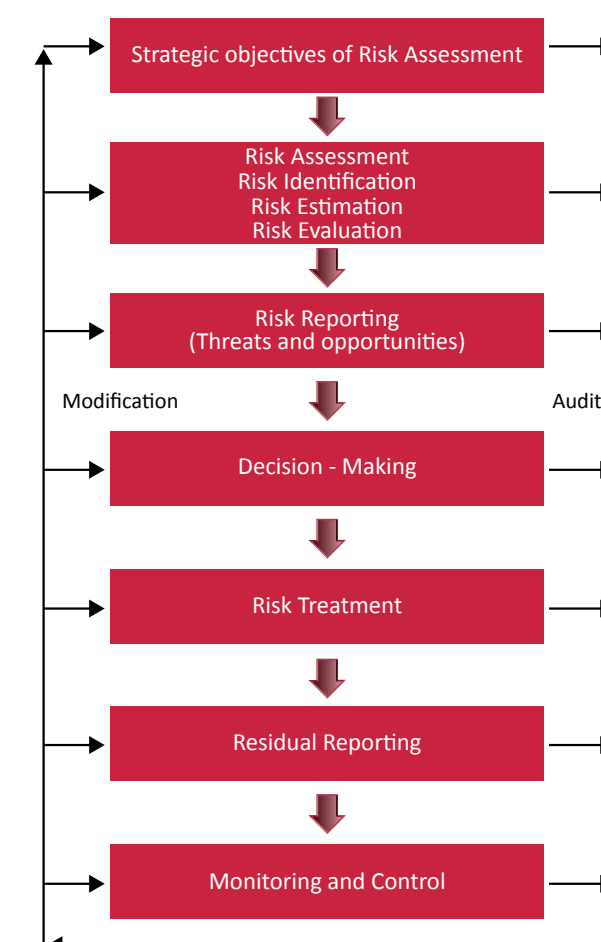 Strategic objectives of Risk Assessment
Risk Assessment
Risk Identification
Risk Estimation
Risk Evaluation
Risk Reporting
(Threats and opportunities)
Modification
Audit
Decision - Making
Risk Treatment
Residual Reporting
Monitoring and Control